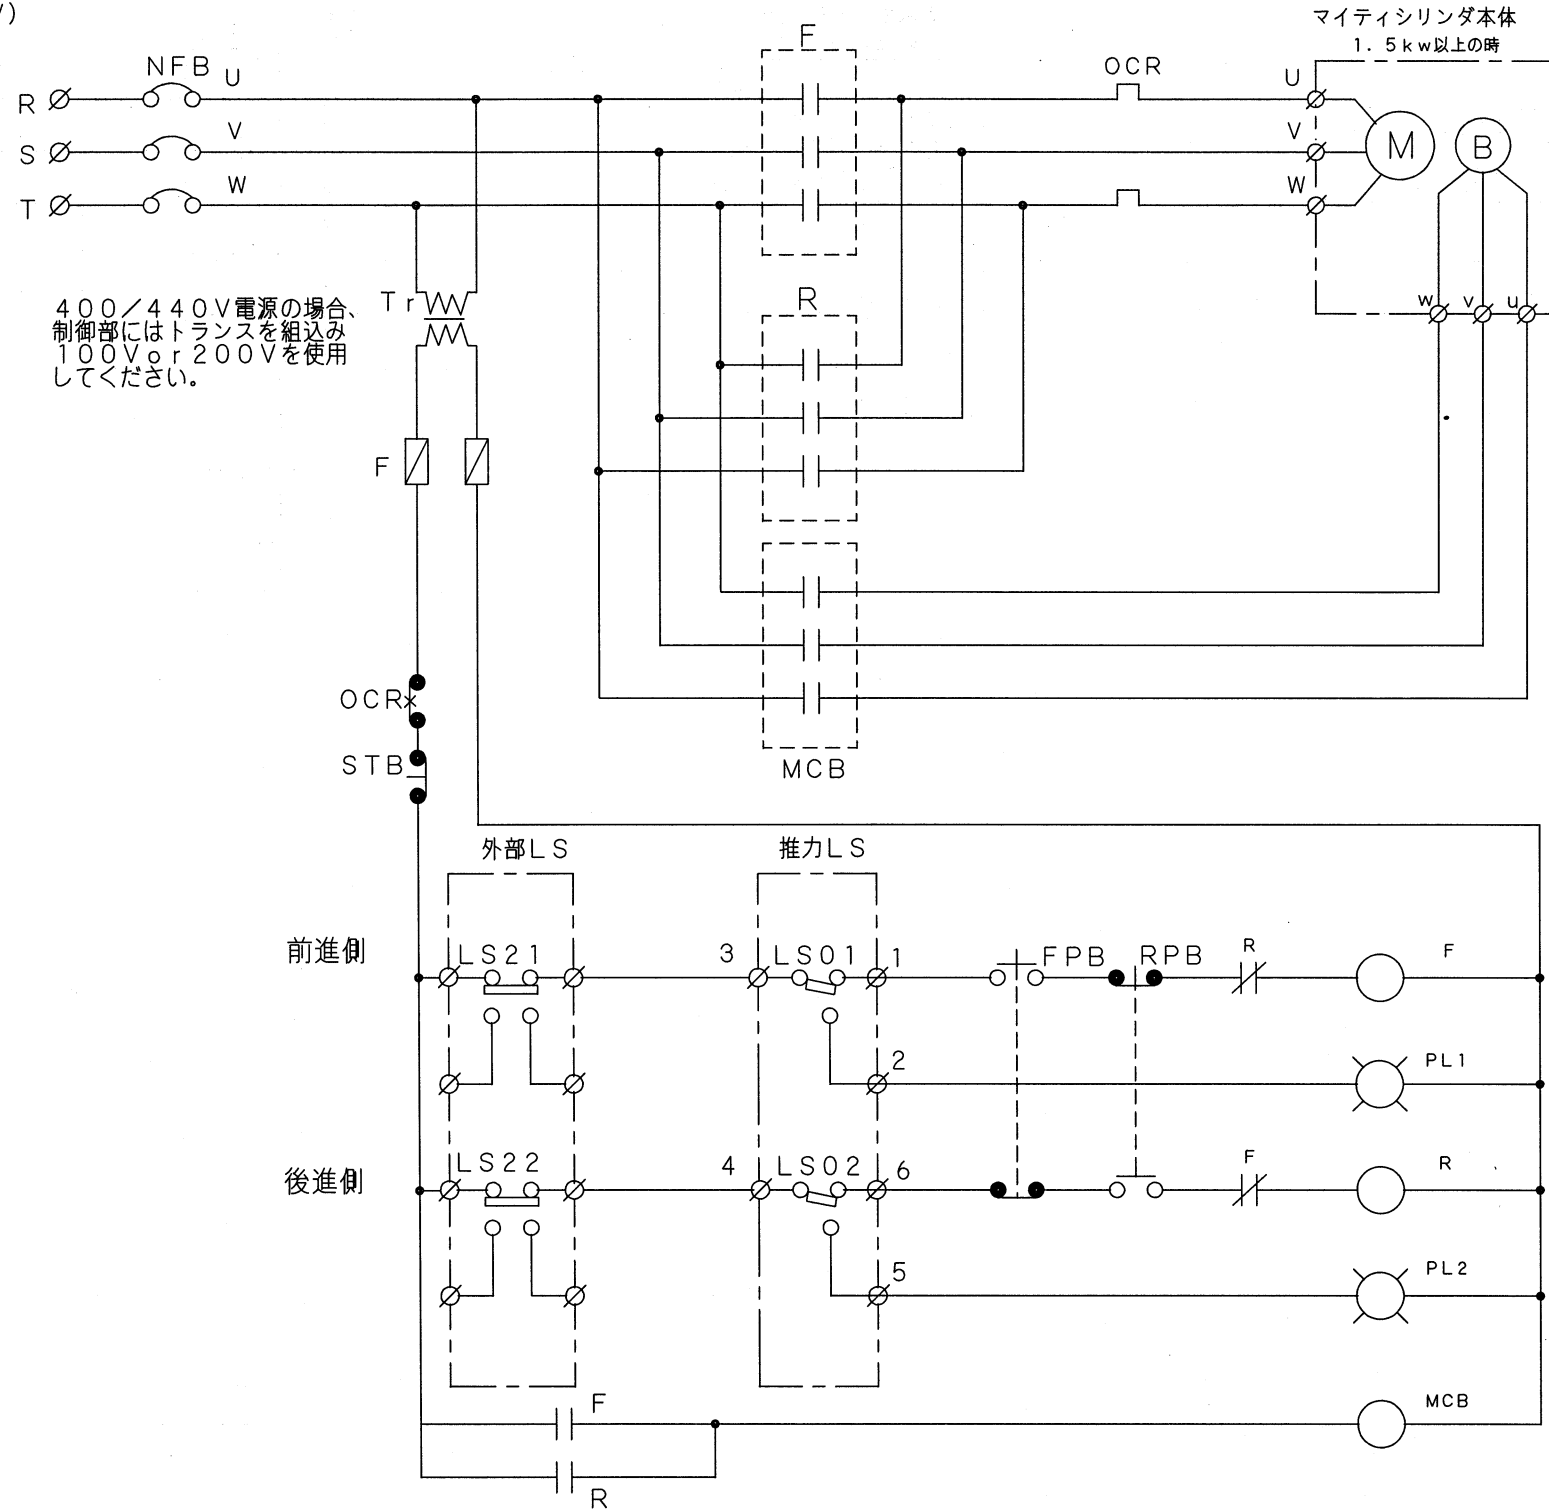 マイティシリンダ本体
1.5kw以上の時
F
NFB
U
OCR
U
R
V
V
M
B
S
W
W
T
400/440V電源の場合、
制御部にはトランスを組込み
100Vor200Vを使用
してください。
Tr
R
w
v
u
F
OCR
STB
MCB
外部LS
推力LS
前進側
LS21
3
LS01
1
FPB
RPB
R
F
2
PL1
後進側
LS22
4
LS02
6
F
R
5
PL2
F
MCB
R